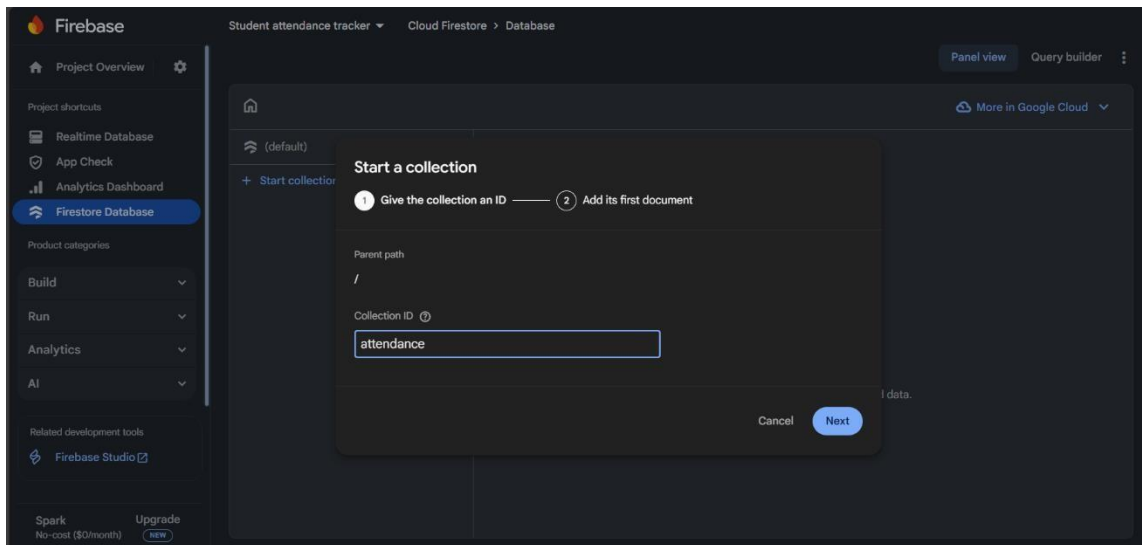 Firebase
Student attendance tracker
Cloud Firestore > Database
Project Overview
Panel view
Query builder
Project shortcuts
More in Google Cloud
Realtime Database
(default)
App Check
+ Start collection
Analytics Dashboard
Firestore Database
Product categories
Build
Run
Analytics
AI
Related development tools
Firebase Studio
Spark
No-cost ($0/month)
Upgrade
NEW
Start a collection
1 Give the collection an ID
2 Add its first document
Parent path
/
Collection ID
attendance
data.
Cancel
Next